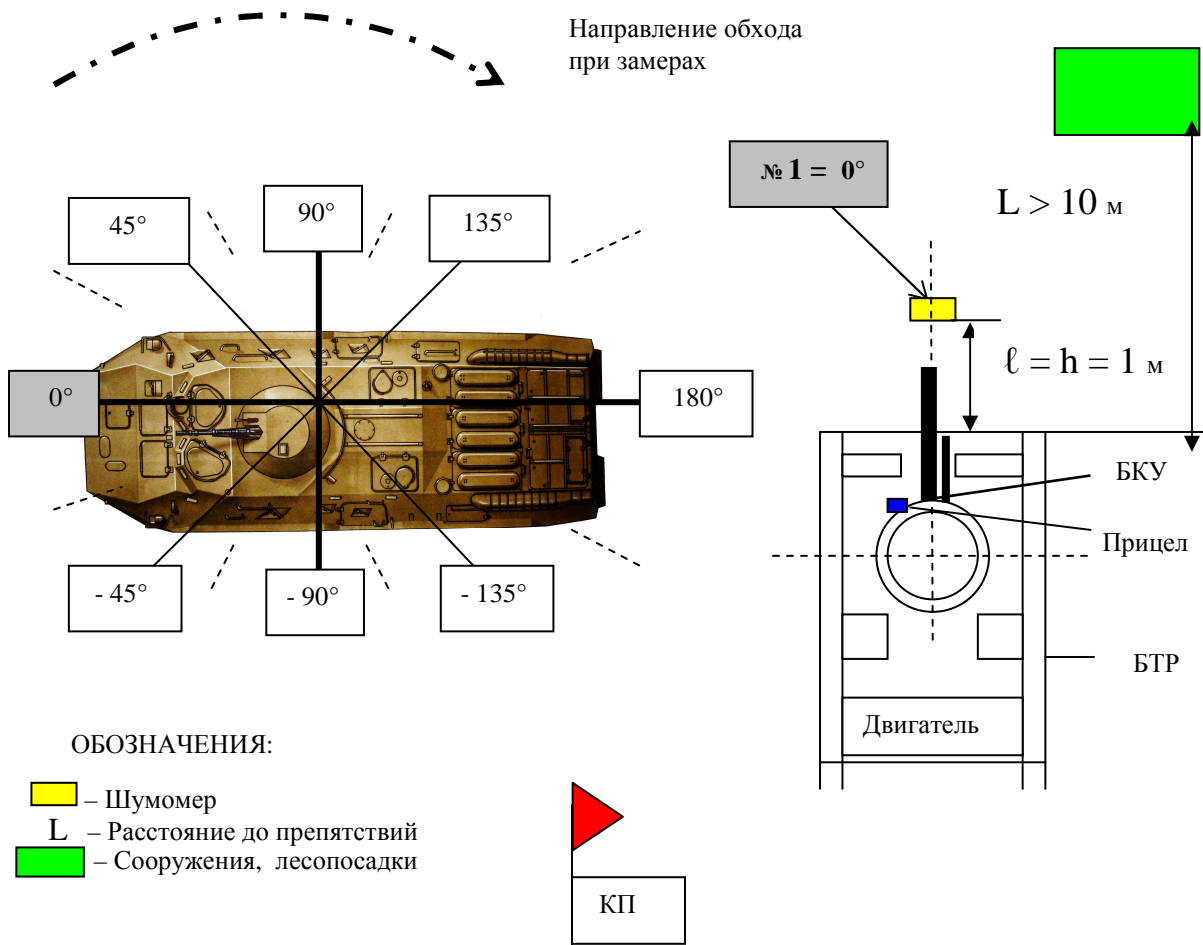 Направление обхода
при замерах
№ 1 = 0°
L > 10 м
45°
90°
135°
0°
180°
ℓ = h = 1 м
- 45°
- 90°
- 135°
БКУ
Прицел
БТР
Двигатель
ОБОЗНАЧЕНИЯ:
– Шумомер
L – Расстояние до препятствий
– Сооружения, лесопосадки
КП